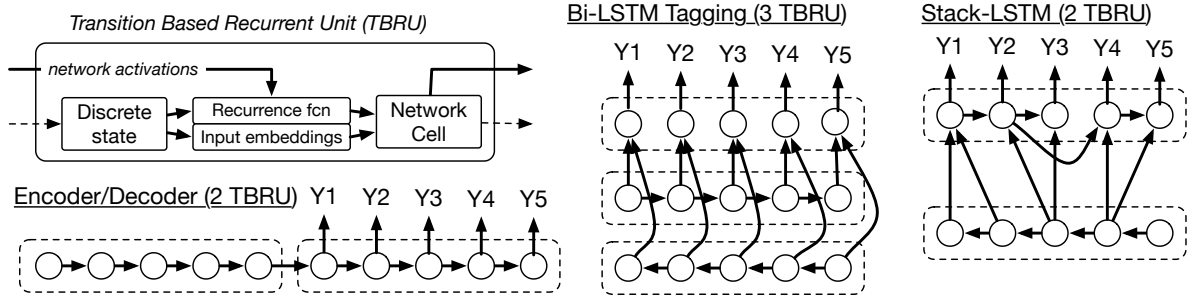 Transition Based Recurrent Unit (TBRU)
network activations
Discrete
state
Recurrence fcn
Input embeddings
Network
Cell
Encoder/Decoder (2 TBRU)
Y1 Y2 Y3 Y4 Y5
Bi-LSTM Tagging (3 TBRU)
Y1 Y2 Y3 Y4 Y5
Stack-LSTM (2 TBRU)
Y1 Y2 Y3 Y4 Y5